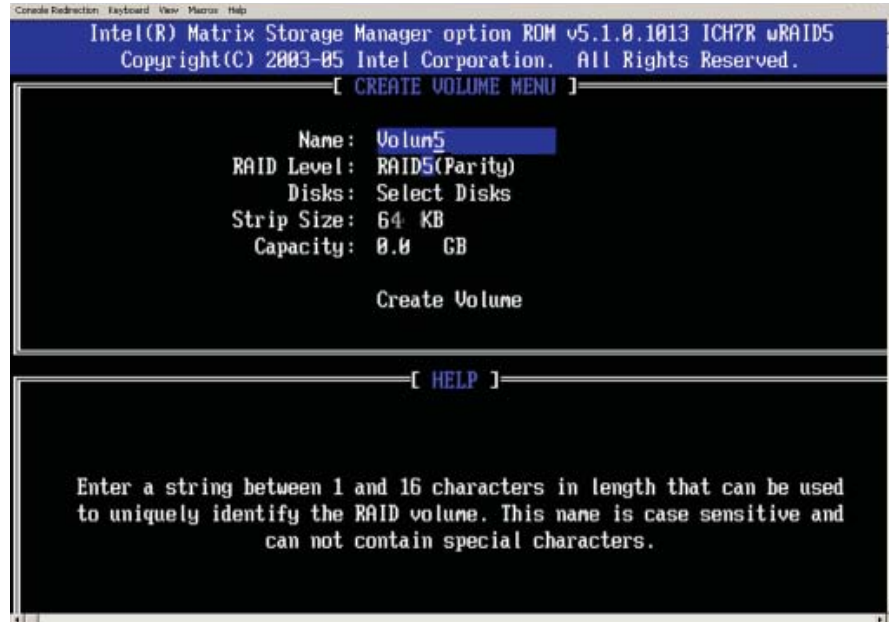 Console Redirection Keyboard View Macros Help
Intel(R) Matrix Storage Manager option ROM v5.1.0.1013 ICH7R wRAID5
Copyright(C) 2003-05 Intel Corporation. All Rights Reserved.
[ CREATE VOLUME MENU ]
Name: Volum5
RAID Level: RAID5(Parity)
Disks: Select Disks
Strip Size: 64 KB
Capacity: 0.0 GB
Create Volume
[ HELP ]
Enter a string between 1 and 16 characters in length that can be used
to uniquely identify the RAID volume. This name is case sensitive and
can not contain special characters.